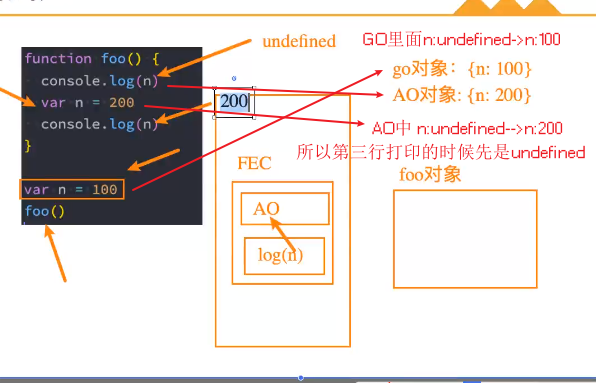 undefined
GO里面n:undefined->n:100
function foo() {
console.log(n)
var n = 200
console.log(n)
}
var n = 100
foo()
200
go对象: {n: 100}
AO对象: {n: 200}
AO中 n:undefined-->n:200
所以第三行打印的时候先是undefined
FEC
foo对象
AO
log(n)